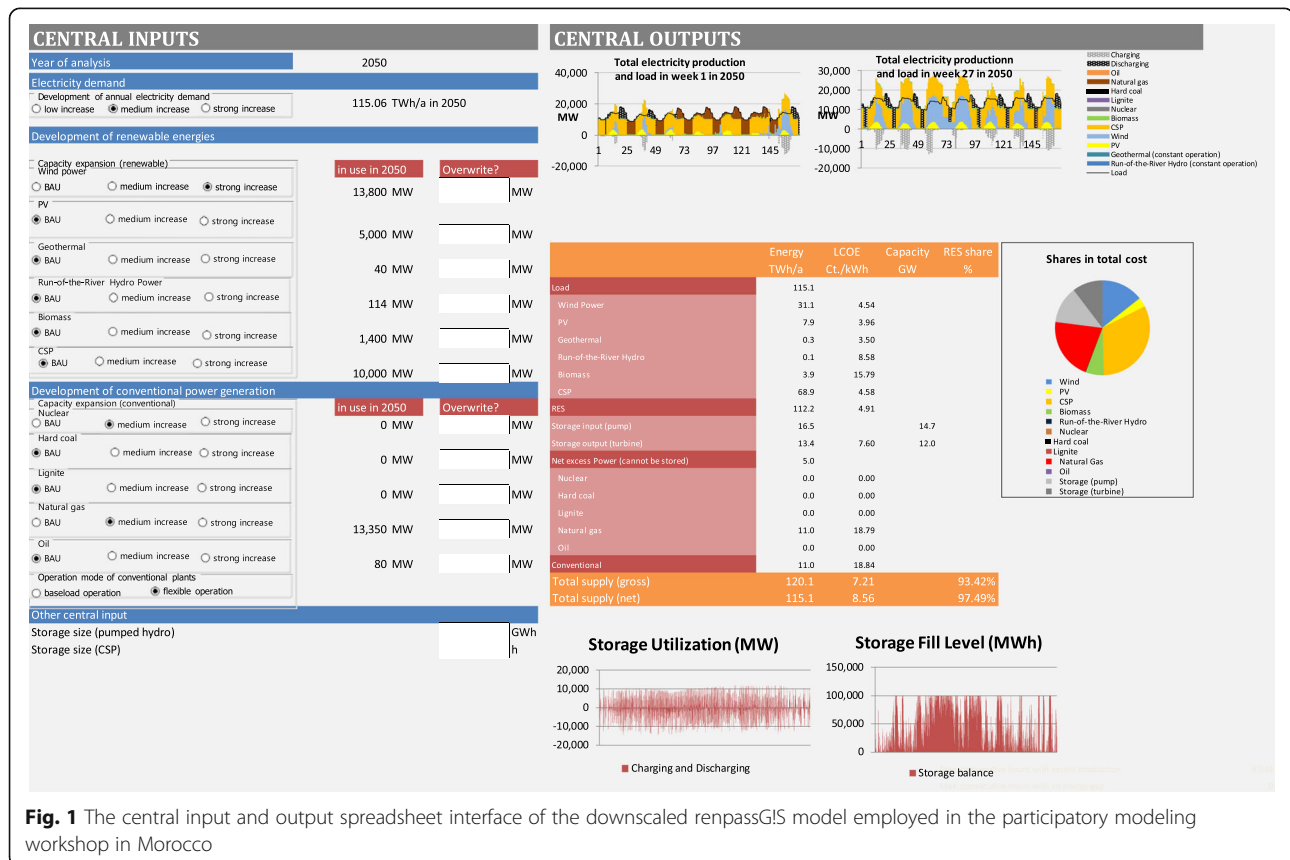 CENTRAL INPUTS
Year of analysis 2050
Electricity demand
Development of annual electricity demand
low increase medium increase strong increase
115.06 TWh/a in 2050
Development of renewable energies
Capacity expansion (renewable) in use in 2050 Overwrite?
Wind power
BAU medium increase strong increase
13,800 MW MW
PV
BAU medium increase strong increase
5,000 MW MW
Geothermal
BAU medium increase strong increase
40 MW MW
Run-of-the-River Hydro Power
BAU medium increase strong increase
114 MW MW
Biomass
BAU medium increase strong increase
1,400 MW MW
CSP
BAU medium increase strong increase
10,000 MW MW
Development of conventional power generation
Capacity expansion (conventional) in use in 2050 Overwrite?
Nuclear
BAU medium increase strong increase
0 MW MW
Hard coal
BAU medium increase strong increase
0 MW MW
Lignite
BAU medium increase strong increase
0 MW MW
Natural gas
BAU medium increase strong increase
13,350 MW MW
Oil
BAU medium increase strong increase
80 MW MW
Operation mode of conventional plants
baseload operation flexible operation
Other central input
Storage size (pumped hydro) GWh
Storage size (CSP) h
CENTRAL OUTPUTS
Total electricity production
and load in week 1 in 2050
40,000
20,000
MW
0
-20,000
1 25 49 73 97 121 145
Total electricity productionn
and load in week 27 in 2050
30,000
20,000
10,000
MW
0
-10,000
-20,000
1 25 49 73 97 121 145
Charging
Discharging
Oil
Natural gas
Hard coal
Lignite
Nuclear
Biomass
CSP
Wind
PV
Geothermal (constant operation)
Run-of-the-River Hydro (constant operation)
Load
Energy LCOE Capacity RES share
TWh/a Ct./kWh GW %
Load 115.1
Wind Power 31.1 4.54
PV 7.9 3.96
Geothermal 0.3 3.50
Run-of-the-River Hydro 0.1 8.58
Biomass 3.9 15.79
CSP 68.9 4.58
RES 112.2 4.91
Storage input (pump) 16.5 14.7
Storage output (turbine) 13.4 7.60 12.0
Net excess Power (cannot be stored) 5.0
Nuclear 0.0 0.00
Hard coal 0.0 0.00
Lignite 0.0 0.00
Natural gas 11.0 18.79
Oil 0.0 0.00
Conventional 11.0 18.84
Total supply (gross) 120.1 7.21 93.42%
Total supply (net) 115.1 8.56 97.49%
Shares in total cost
Wind
PV
CSP
Biomass
Run-of-the-River Hydro
Nuclear
Hard coal
Lignite
Natural Gas
Oil
Storage (pump)
Storage (turbine)
Storage Utilization (MW)
20,000
10,000
0
-10,000
-20,000
Charging and Discharging
Storage Fill Level (MWh)
150,000
100,000
50,000
0
Storage balance
Fig. 1 The central input and output spreadsheet interface of the downscaled renpassG!S model employed in the participatory modeling
workshop in Morocco